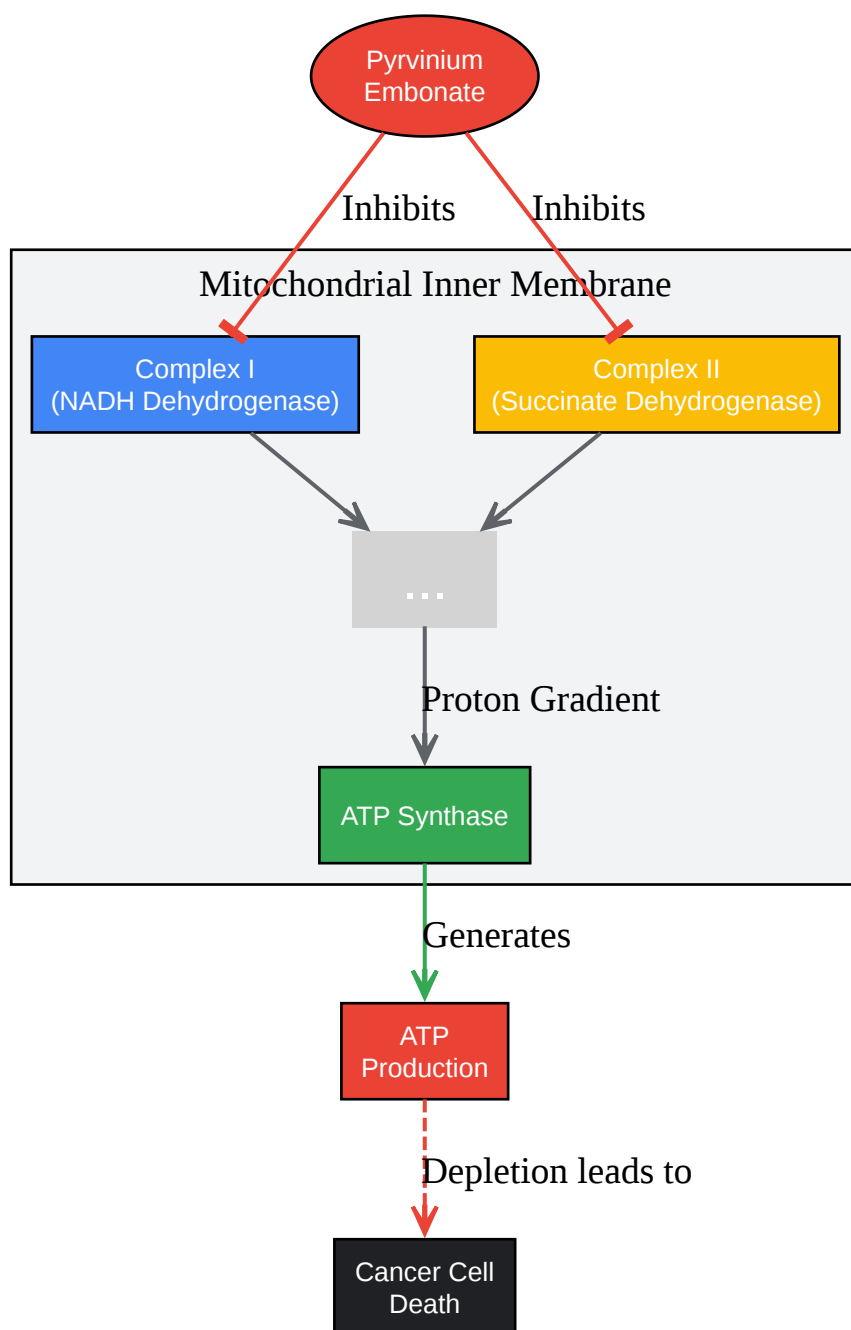 Pyrvinium
Embonate
Inhibits
Inhibits
Mitochondrial Inner Membrane
Complex I
(NADH Dehydrogenase)
Complex II
(Succinate Dehydrogenase)
...
Proton Gradient
ATP Synthase
Generates
ATP
Production
Depletion leads to
Cancer Cell
Death